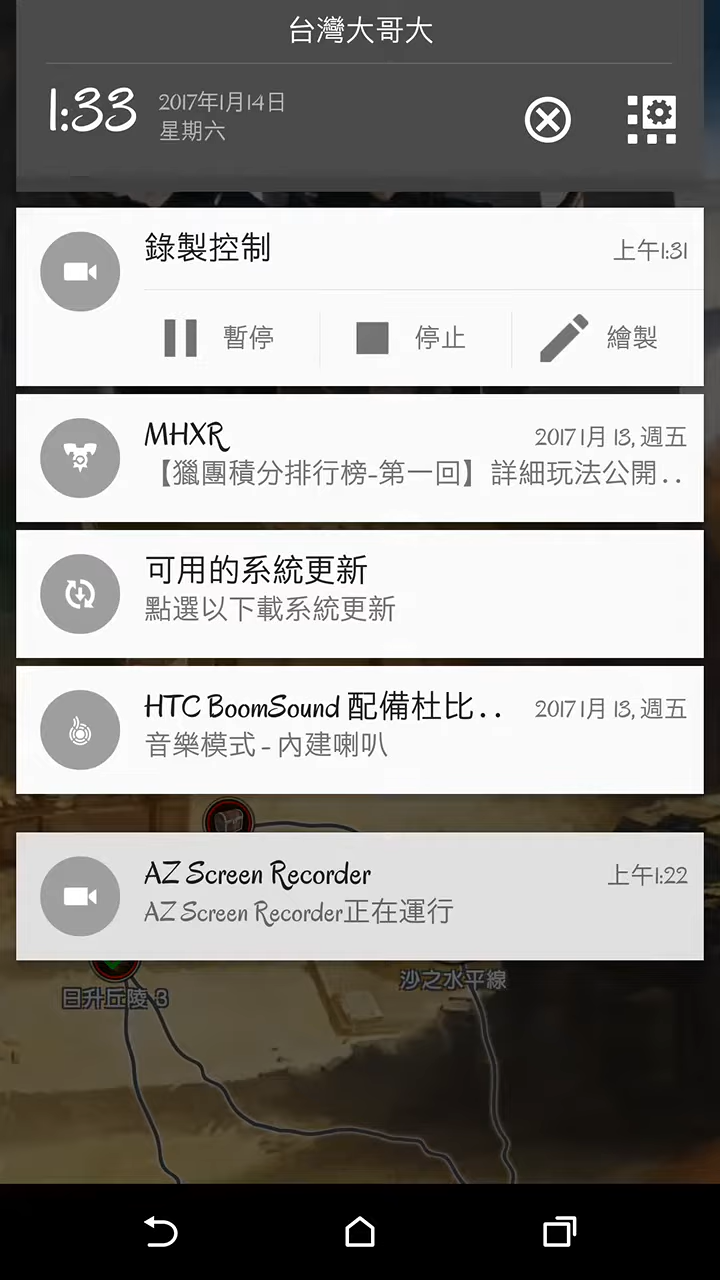 台灣大哥大
1:33
2017年1月14日
星期六
錄製控制
上午1:31
暫停
停止
繪製
MHXR
2017 1月 13, 週五
【獵團積分排行榜-第一回】詳細玩法公開..
可用的系統更新
點選以下載系統更新
HTC BoomSound 配備杜比..
2017 1月 13, 週五
音樂模式 - 內建喇叭
AZ Screen Recorder
上午1:22
AZ Screen Recorder正在運行
沙之水平線
日升丘陵 3